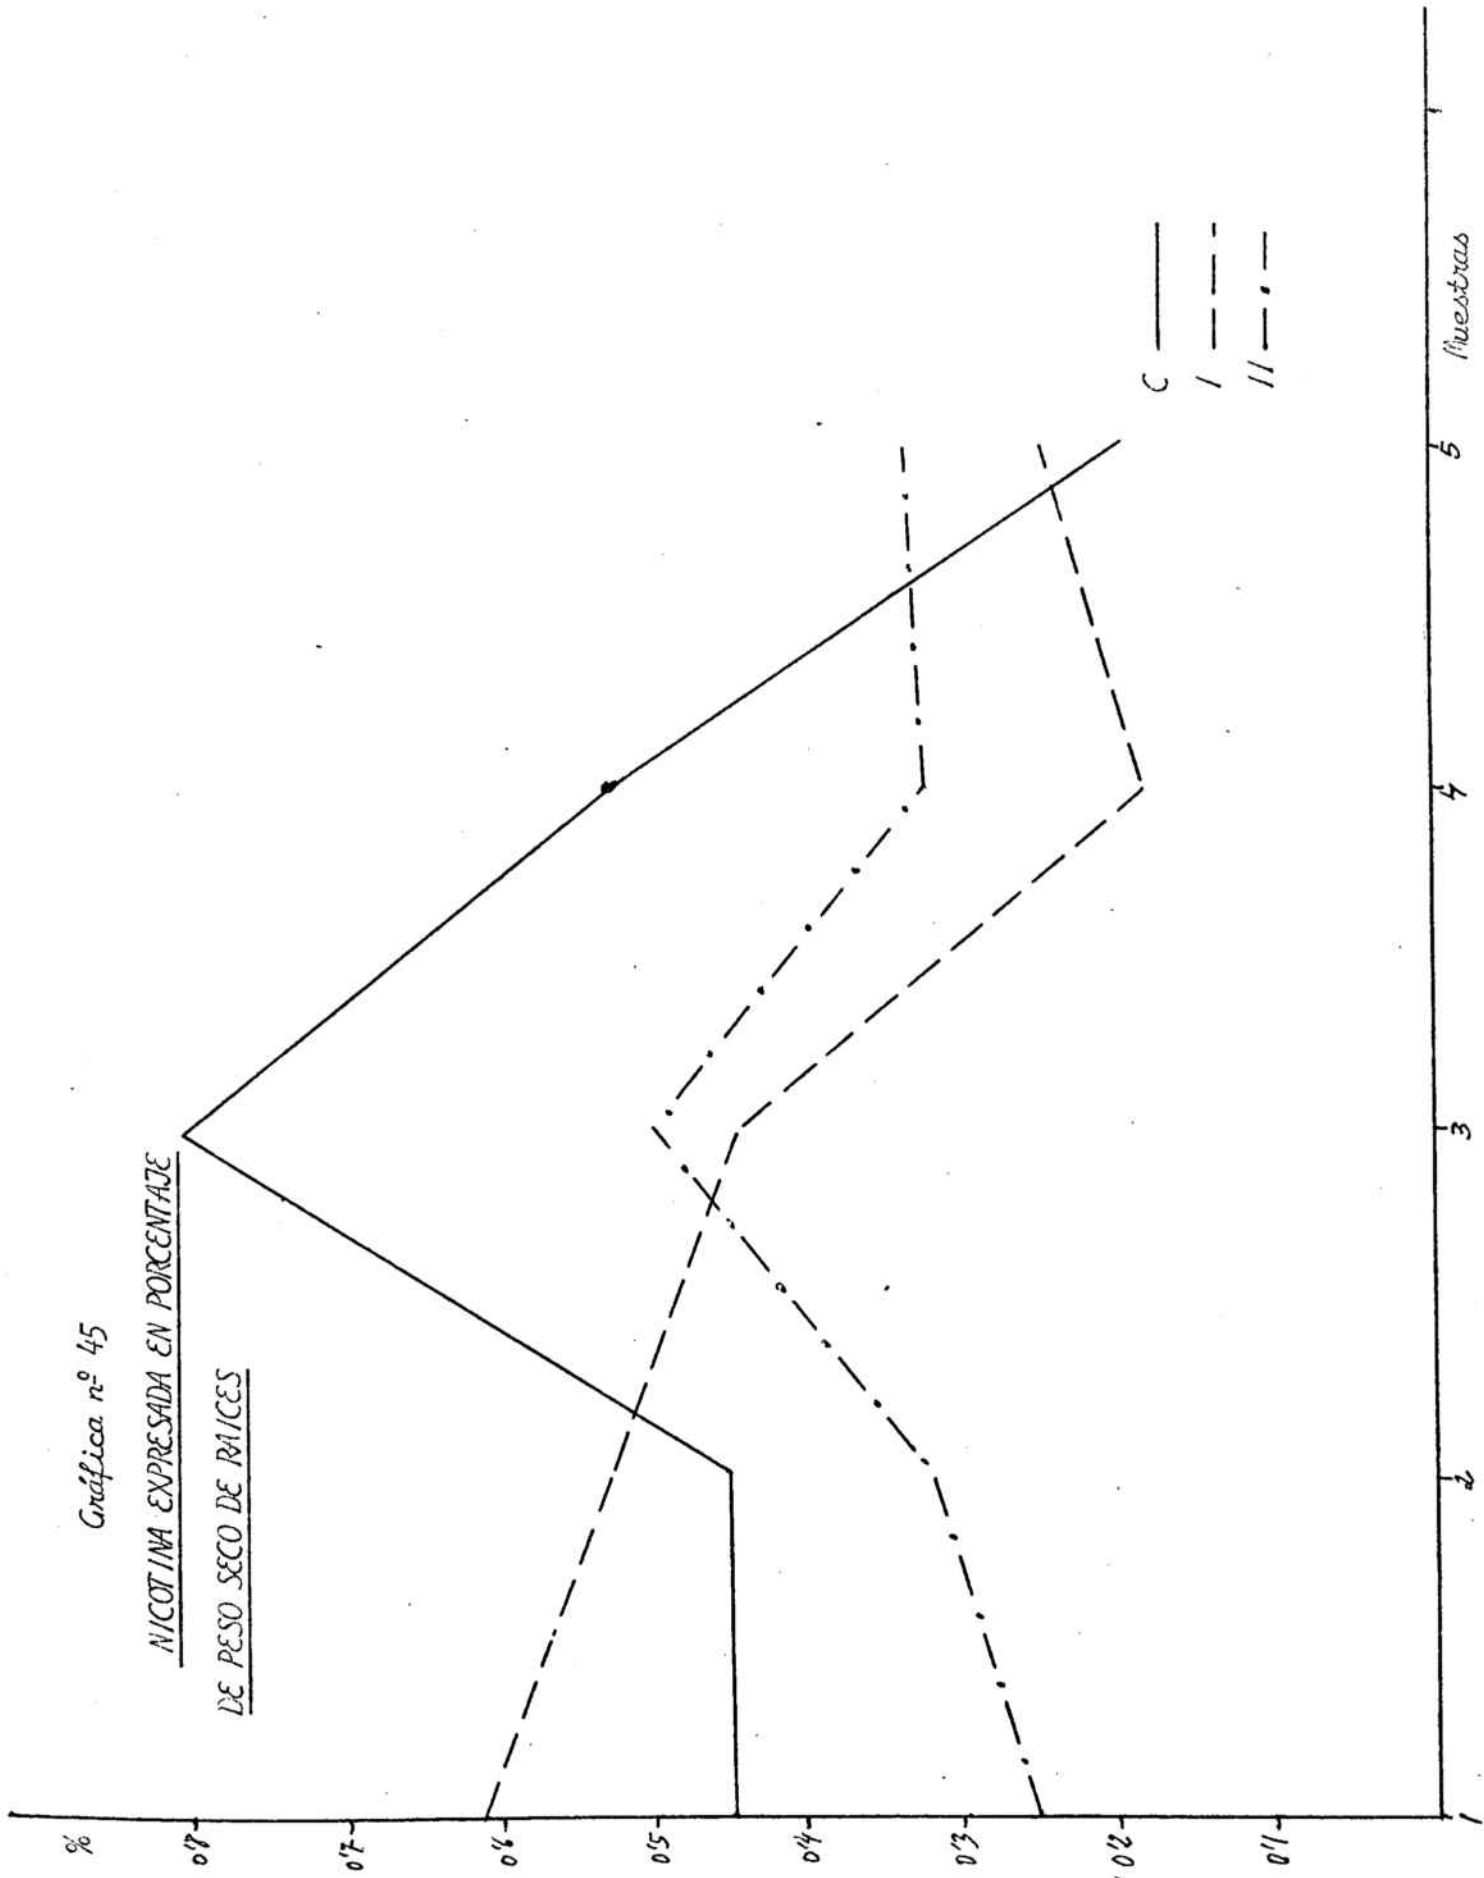 Gráfica nº 45
NICOTINA EXPRESADA EN PORCENTAJE
DE PESO SECO DE RAICES
%
0'8
0'7
0'6
0'5
0'4
0'3
0'2
0'1
1
2
3
4
5
Muestras
C
I
II